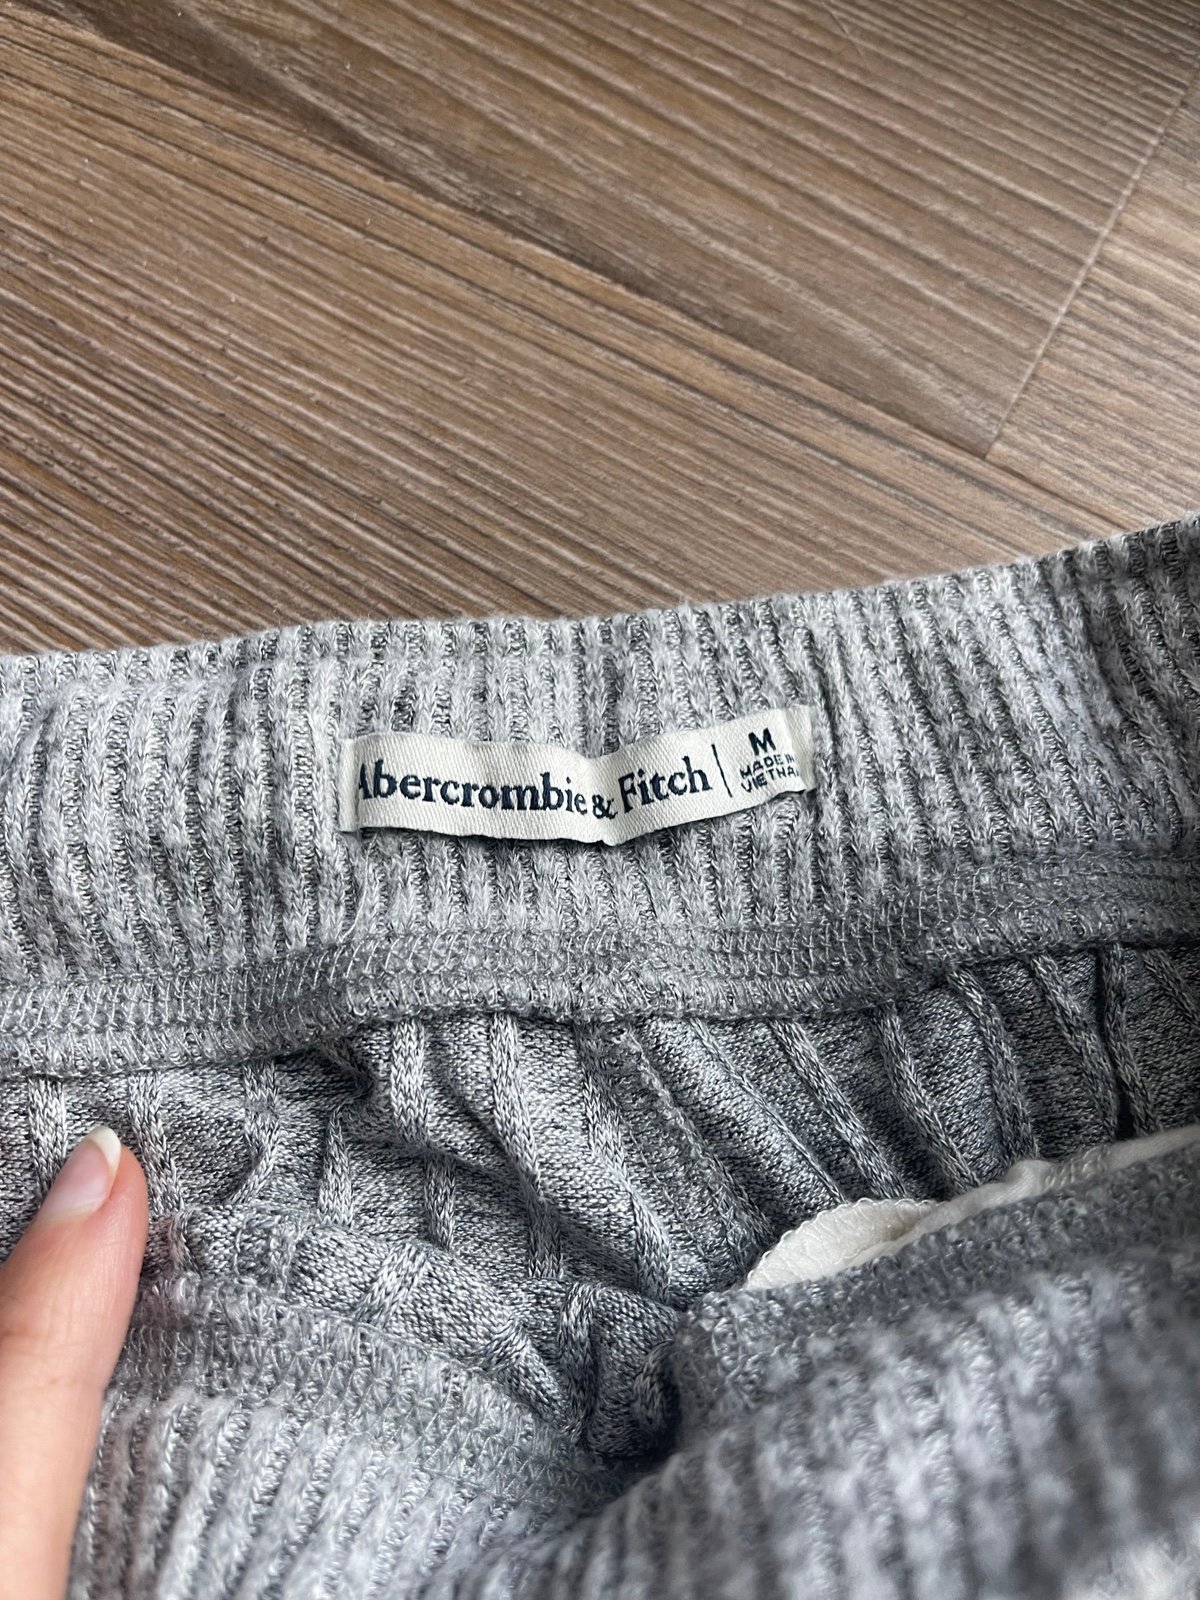 Abercrombie & Fitch | M
MADE IN
VIETNAM